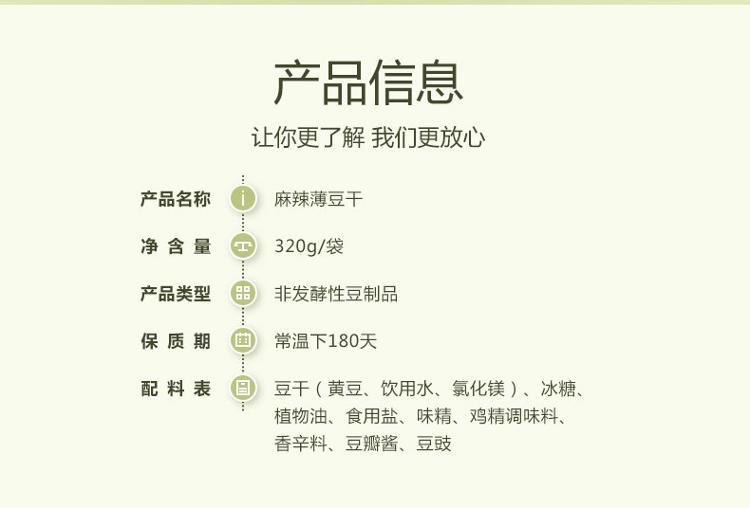 产品信息
让你更了解 我们更放心
产品名称 麻辣薄豆干
净含量 320g/袋
产品类型 非发酵性豆制品
保质期 常温下180天
配料表 豆干（黄豆、饮用水、氯化镁）、冰糖、
植物油、食用盐、味精、鸡精调味料、
香辛料、豆瓣酱、豆豉